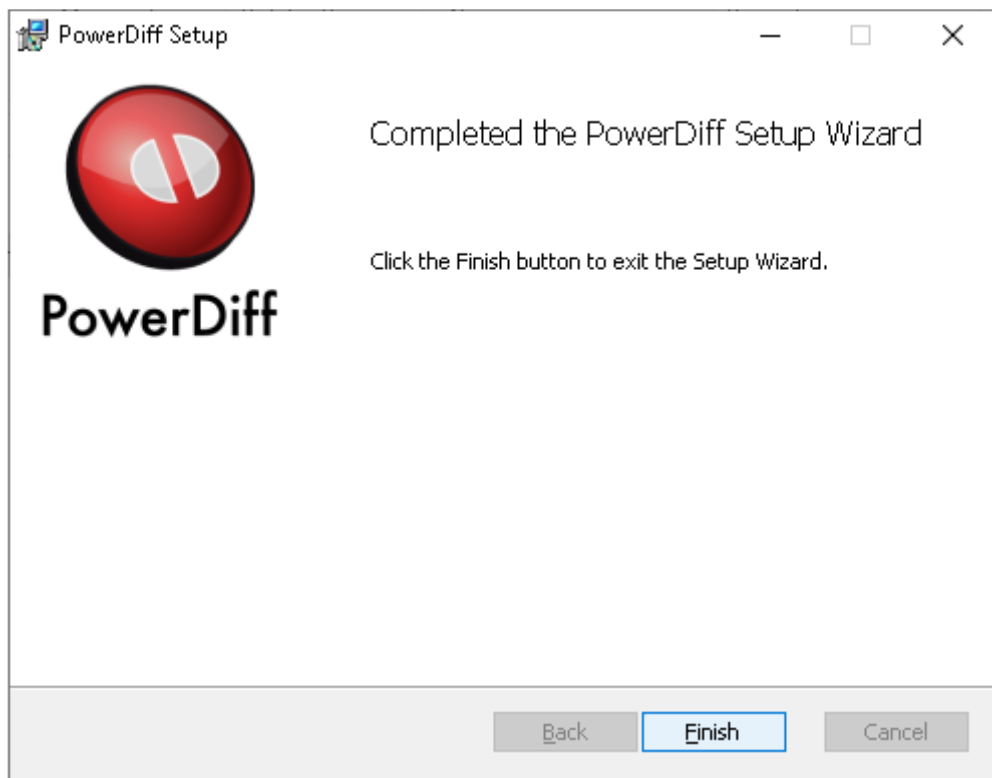 PowerDiff Setup
Completed the PowerDiff Setup Wizard
Click the Finish button to exit the Setup Wizard.
PowerDiff
Back Finish Cancel